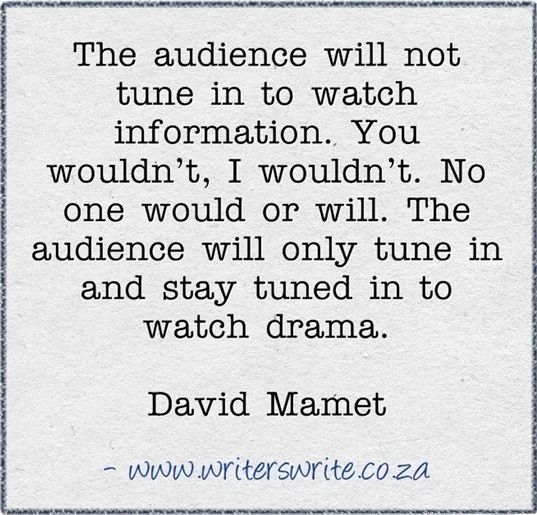 The audience will not
tune in to watch
information. You
wouldn't, I wouldn't. No
one would or will. The
audience will only tune in
and stay tuned in to
watch drama.
David Mamet
- www.writerswrite.co.za